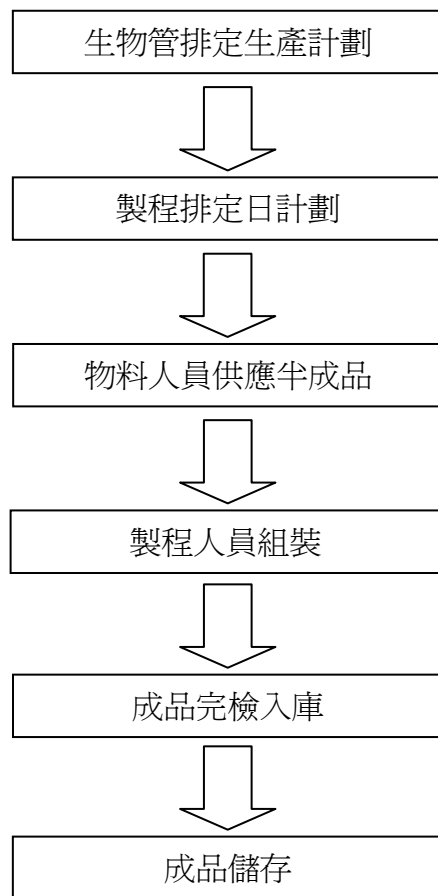 生物管排定生產計劃
製程排定日計劃
物料人員供應半成品
製程人員組裝
成品完檢入庫
成品儲存